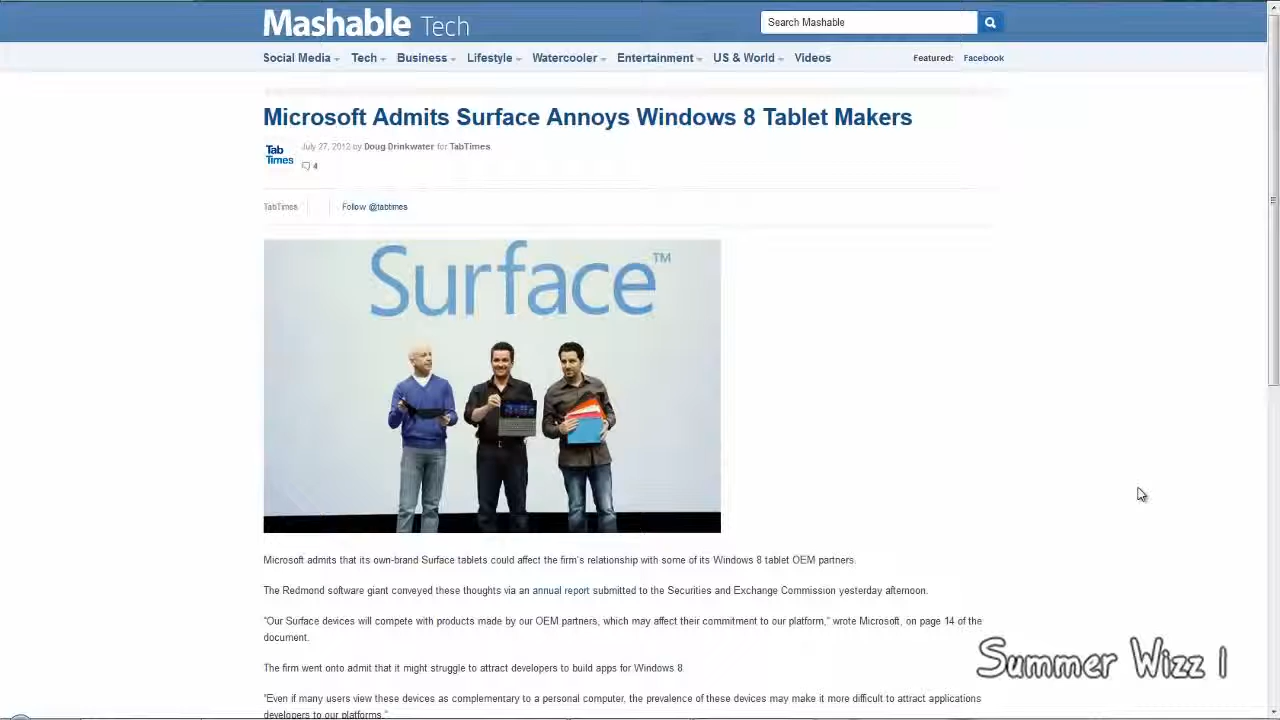 Mashable Tech
Search Mashable
Social Media Tech Business Lifestyle Watercooler Entertainment US & World Videos Featured: Facebook
Microsoft Admits Surface Annoys Windows 8 Tablet Makers
Tab Times
July 27, 2012 by Doug Drinkwater for TabTimes
4
TabTimes Follow @tabtimes
Surface™
Microsoft admits that its own-brand Surface tablets could affect the firm's relationship with some of its Windows 8 tablet OEM partners.
The Redmond software giant conveyed these thoughts via an annual report submitted to the Securities and Exchange Commission yesterday afternoon.
"Our Surface devices will compete with products made by our OEM partners, which may affect their commitment to our platform," wrote Microsoft, on page 14 of the
document.
The firm went onto admit that it might struggle to attract developers to build apps for Windows 8.
"Even if many users view these devices as complementary to a personal computer, the prevalence of these devices may make it more difficult to attract applications
developers to our platforms."
Summer Wizz 1